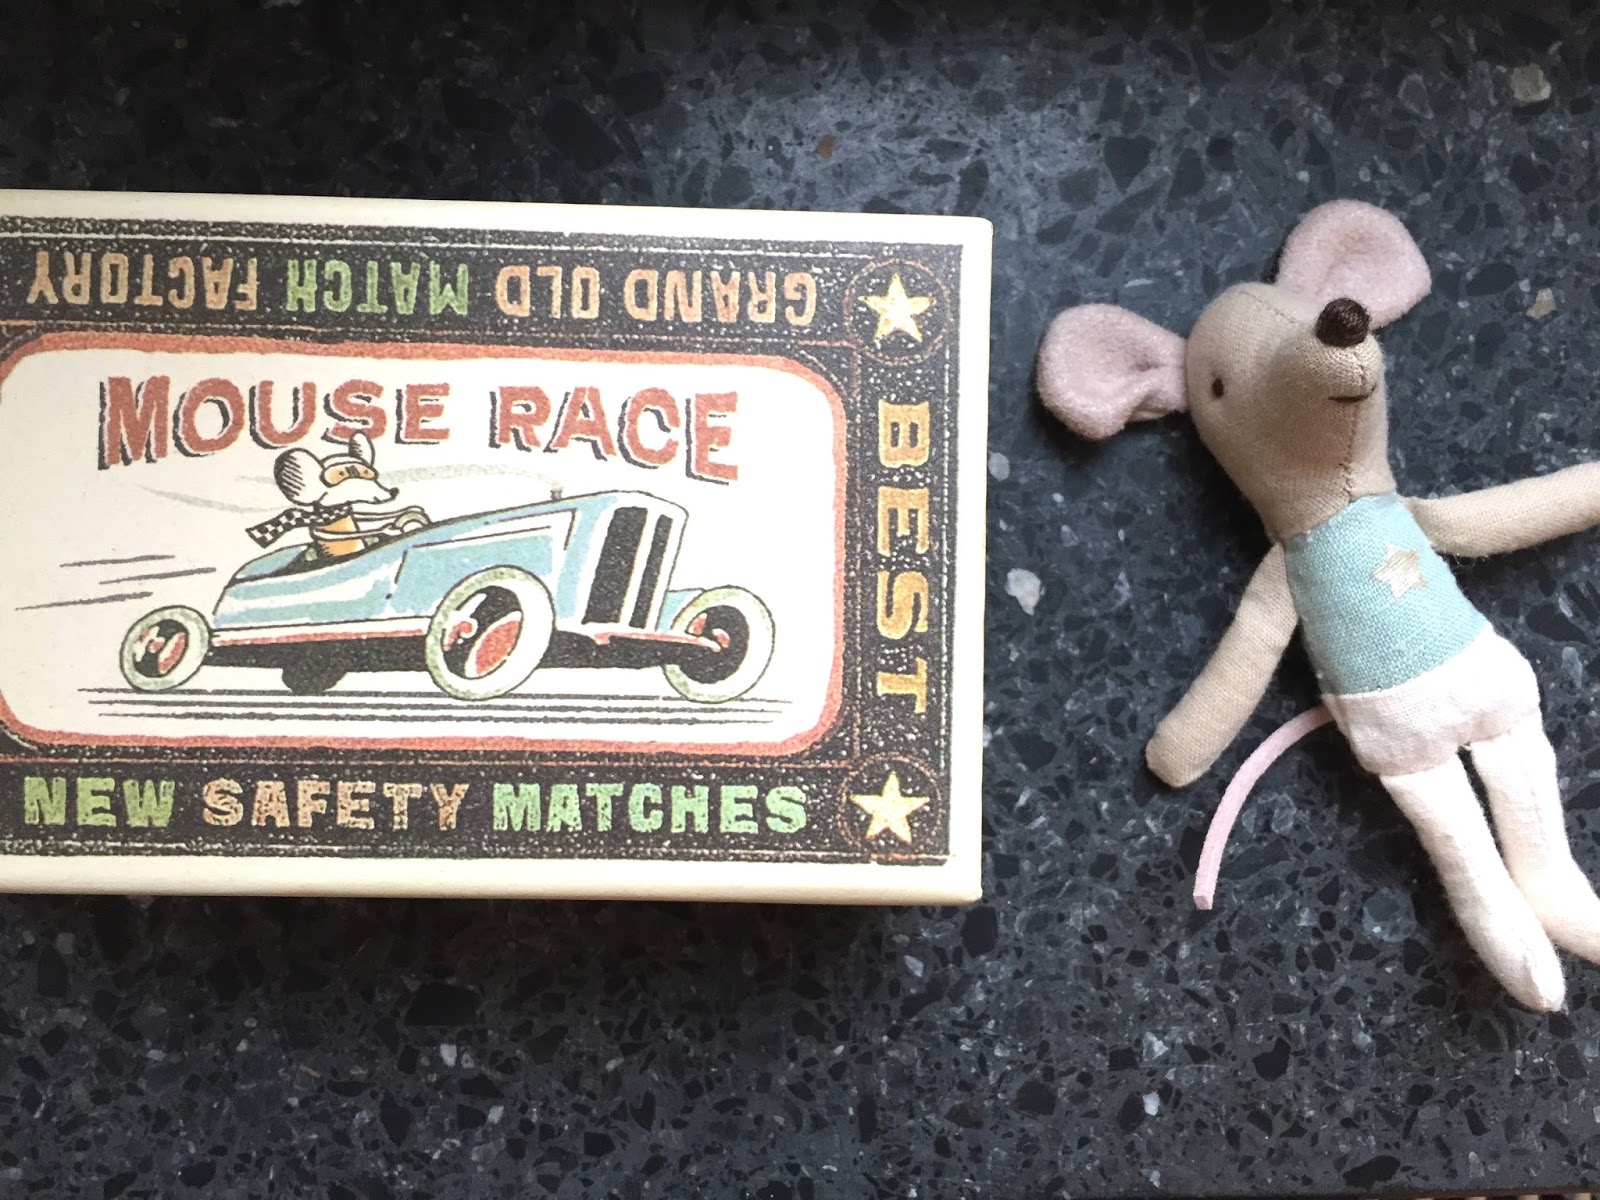 GRAND OLD MATCH FACTORY
MOUSE RACE
BEST
NEW SAFETY MATCHES